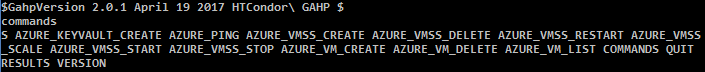 $GahpVersion 2.0.1 April 19 2017 HTCondor\ GAHP $
commands
S AZURE_KEYVAULT_CREATE AZURE_PING AZURE_VMSS_CREATE AZURE_VMSS_DELETE AZURE_VMSS_RESTART AZURE_VMSS
_SCALE AZURE_VMSS_START AZURE_VMSS_STOP AZURE_VM_CREATE AZURE_VM_DELETE AZURE_VM_LIST COMMANDS QUIT
RESULTS VERSION